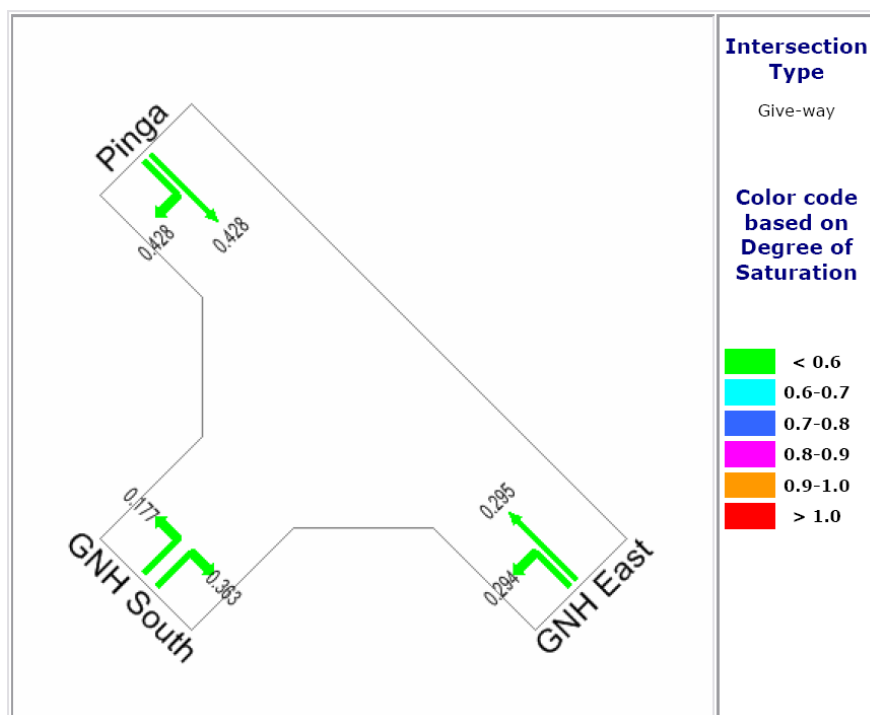 Pinga
0.428
0.428
0.177
0.363
GNH South
0.295
0.294
GNH East
Intersection
Type
Give-way
Color code
based on
Degree of
Saturation
< 0.6
0.6-0.7
0.7-0.8
0.8-0.9
0.9-1.0
> 1.0